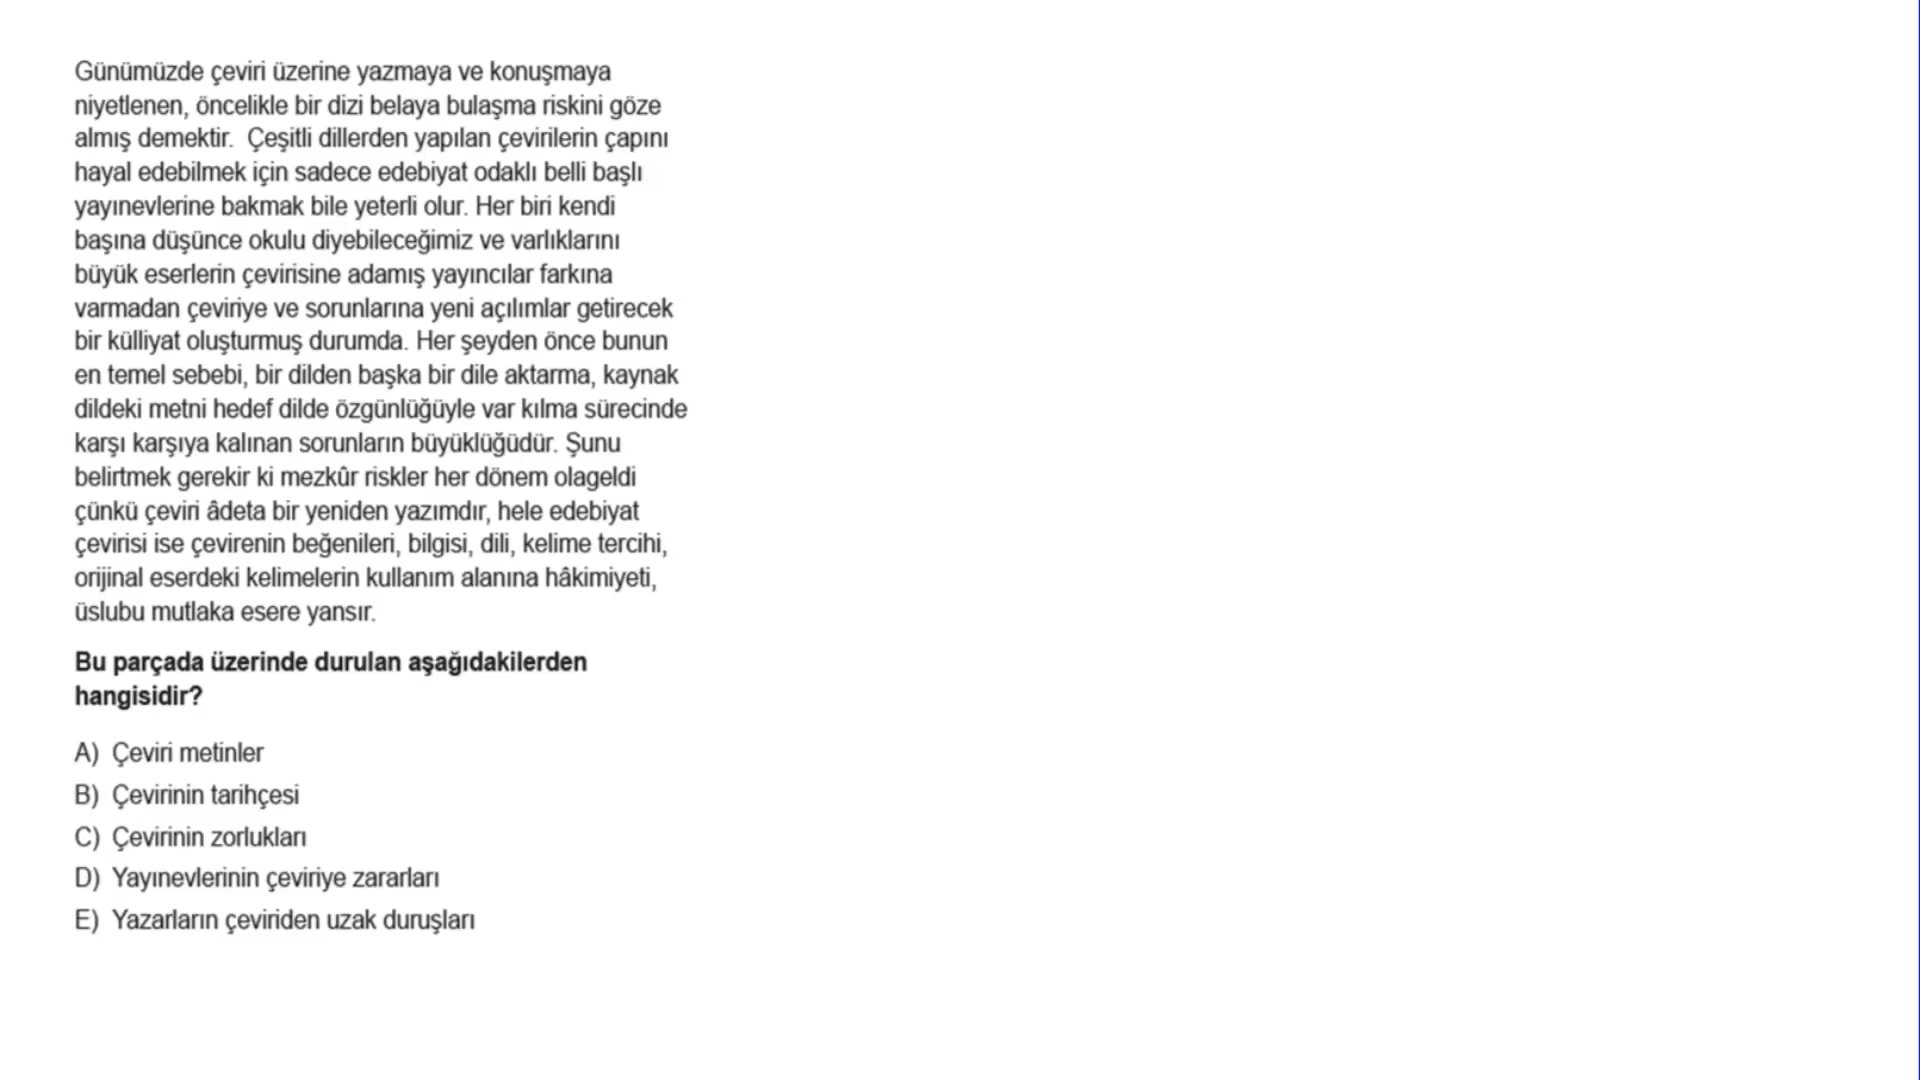 Günümüzde çeviri üzerine yazmaya ve konuşmaya
niyetlenen, öncelikle bir dizi belaya bulaşma riskini göze
almış demektir.  Çeşitli dillerden yapılan çevirilerin çapını
hayal edebilmek için sadece edebiyat odaklı belli başlı
yayınevlerine bakmak bile yeterli olur. Her biri kendi
başına düşünce okulu diyebileceğimiz ve varlıklarını
büyük eserlerin çevirisine adamış yayıncılar farkına
varmadan çeviriye ve sorunlarına yeni açılımlar getirecek
bir külliyat oluşturmuş durumda. Her şeyden önce bunun
en temel sebebi, bir dilden başka bir dile aktarma, kaynak
dildeki metni hedef dilde özgünlüğüyle var kılma sürecinde
karşı karşıya kalınan sorunların büyüklüğüdür. Şunu
belirtmek gerekir ki mezkûr riskler her dönem olageldi
çünkü çeviri âdeta bir yeniden yazımdır, hele edebiyat
çevirisi ise çevirenin beğenileri, bilgisi, dili, kelime tercihi,
orijinal eserdeki kelimelerin kullanım alanına hâkimiyeti,
üslubu mutlaka esere yansır.
Bu parçada üzerinde durulan aşağıdakilerden
hangisidir?
A) Çeviri metinler
B) Çevirinin tarihçesi
C) Çevirinin zorlukları
D) Yayınevlerinin çeviriye zararları
E) Yazarların çeviriden uzak duruşları